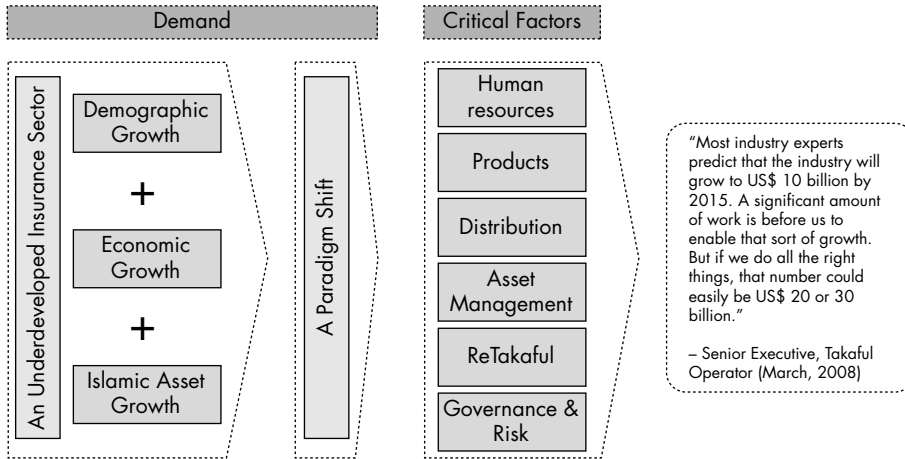 Demand
Critical Factors
An Underdeveloped Insurance Sector
Demographic
Growth
+
Economic
Growth
+
Islamic Asset
Growth
A Paradigm Shift
Human
resources
Products
Distribution
Asset
Management
ReTakaful
Governance &
Risk
“Most industry experts
predict that the industry will
grow to US$ 10 billion by
2015. A significant amount
of work is before us to
enable that sort of growth.
But if we do all the right
things, that number could
easily be US$ 20 or 30
billion.”
– Senior Executive, Takaful
Operator (March, 2008)